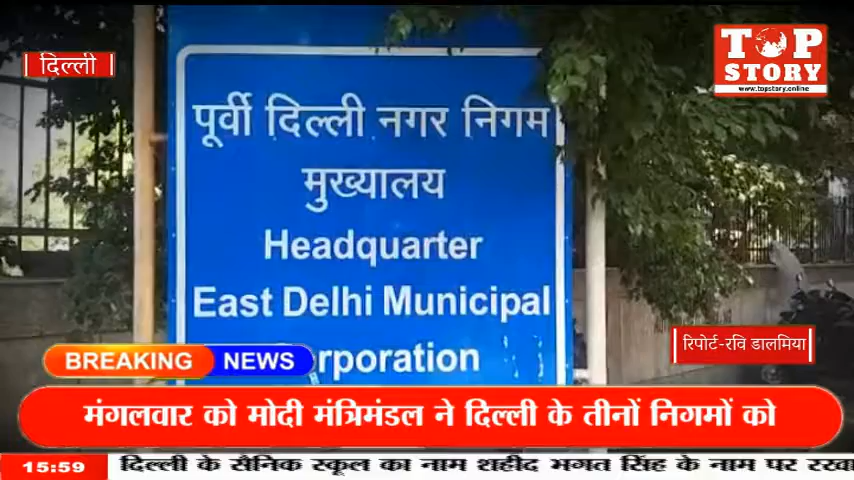 दिल्ली
TOP
STORY
www.topstory.online
पूर्वी दिल्ली नगर निगम
मुख्यालय
Headquarter
East Delhi Municipal
rporation
रिपोर्ट-रवि डालमिया
BREAKING NEWS
मंगलवार को मोदी मंत्रिमंडल ने दिल्ली के तीनों निगमों को
15:59 दिल्ली के सैनिक स्कूल का नाम शहीद भगत सिंह के नाम पर रखा